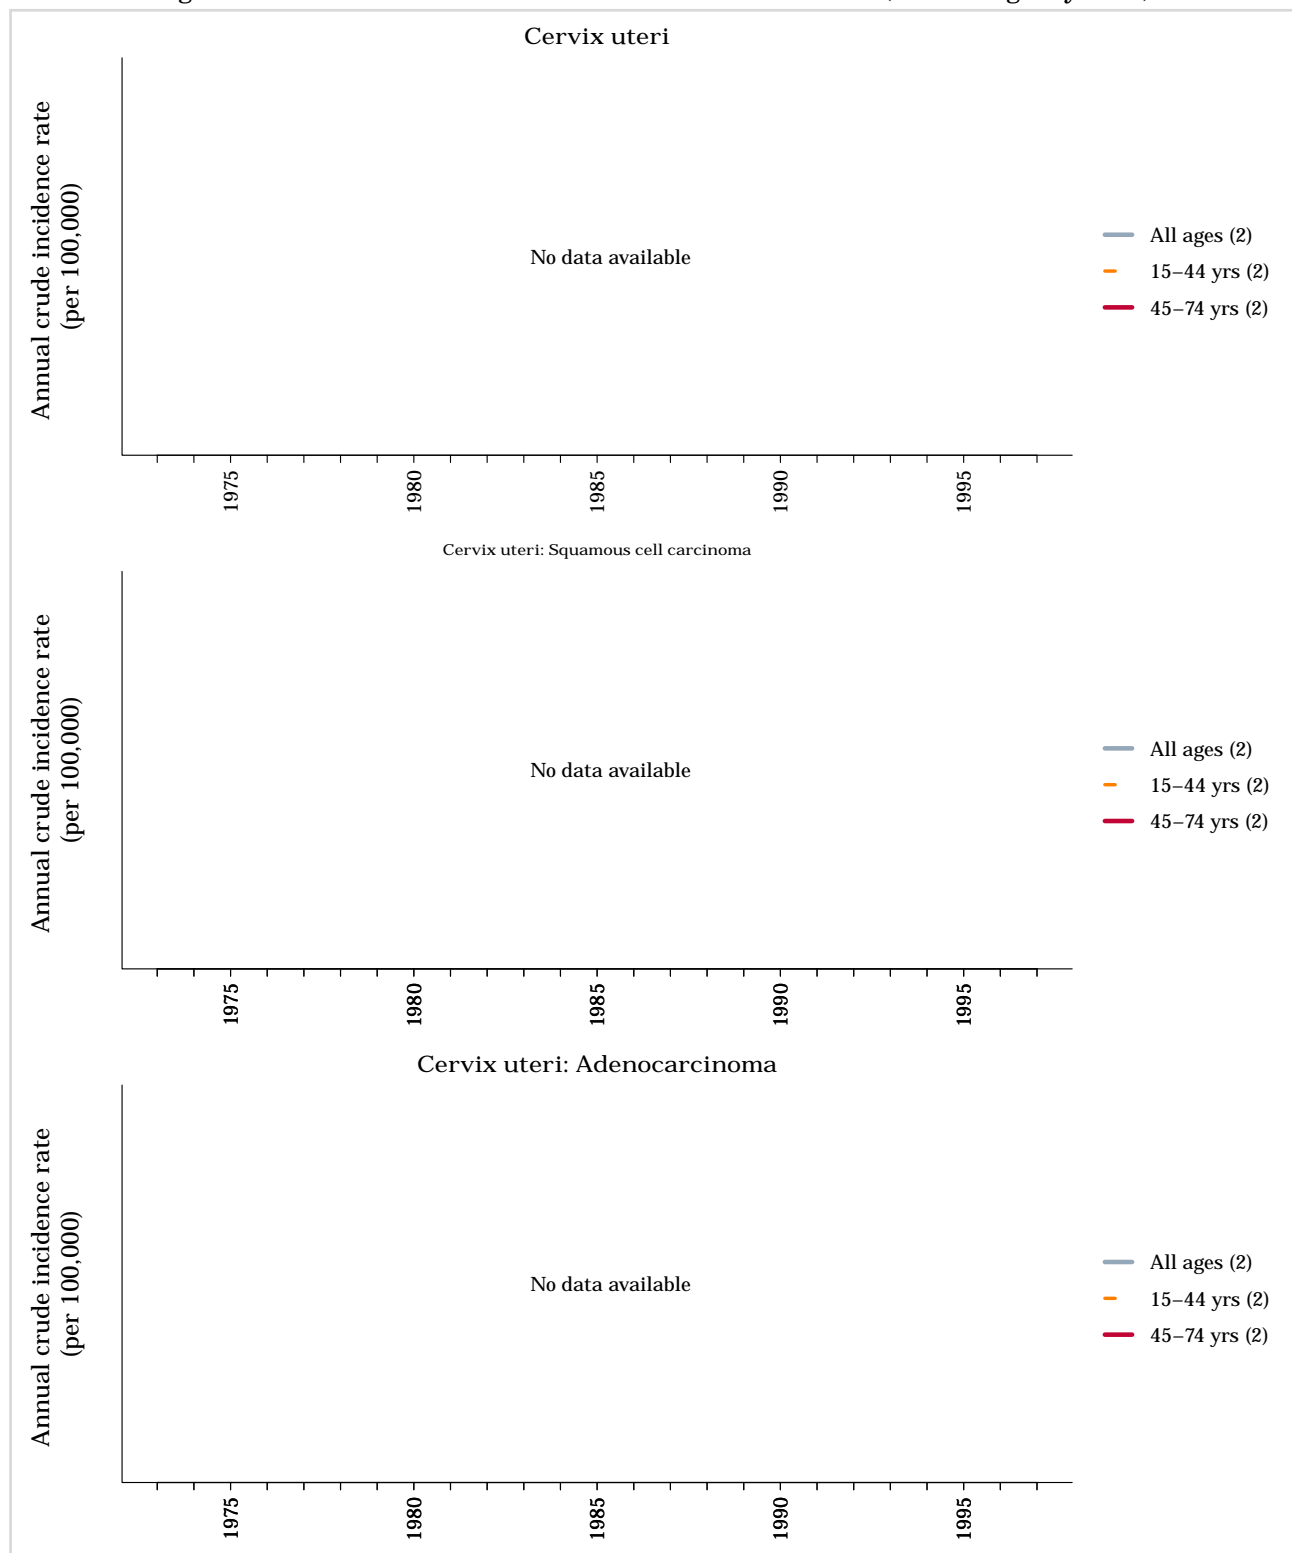 Cervix uteri
Annual crude incidence rate
(per 100,000)
No data available
All ages (2)
15–44 yrs (2)
45–74 yrs (2)
1975
1980
1985
1990
1995
Cervix uteri: Squamous cell carcinoma
Annual crude incidence rate
(per 100,000)
No data available
All ages (2)
15–44 yrs (2)
45–74 yrs (2)
1975
1980
1985
1990
1995
Cervix uteri: Adenocarcinoma
Annual crude incidence rate
(per 100,000)
No data available
All ages (2)
15–44 yrs (2)
45–74 yrs (2)
1975
1980
1985
1990
1995